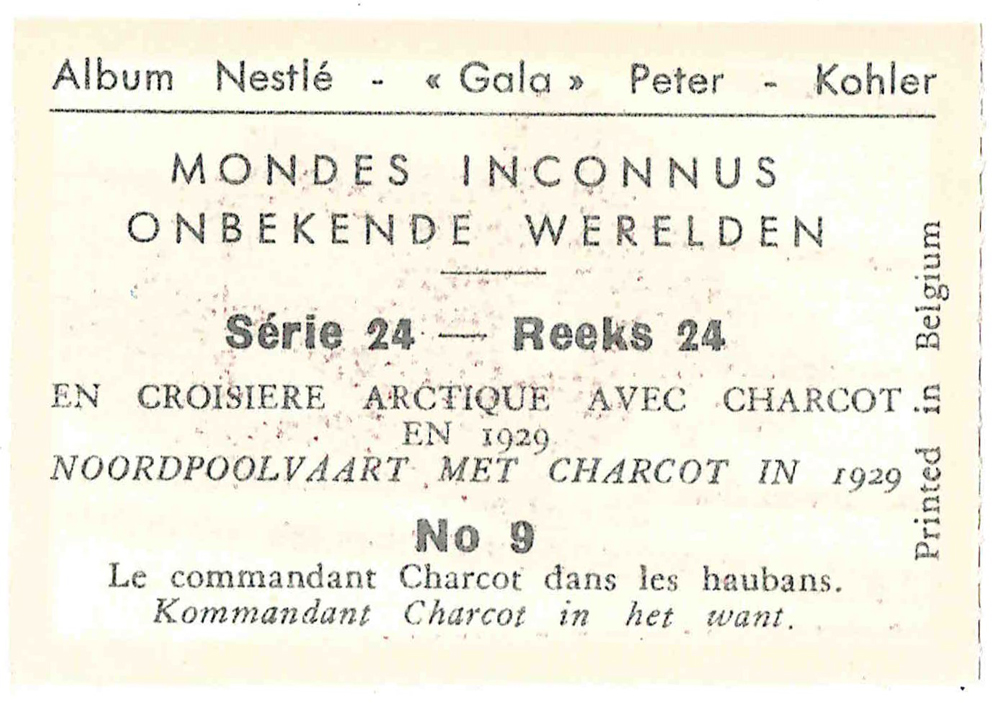 Album Nestlé - « Gala » Peter - Kohler
MONDES INCONNUS
ONBEKENDE WERELDEN
Série 24 — Reeks 24
EN CROISIERE ARCTIQUE AVEC CHARCOT
EN 1929
NOORDPOOLVAART MET CHARCOT IN 1929
No 9
Le commandant Charcot dans les haubans.
Kommandant Charcot in het want.
Printed in Belgium